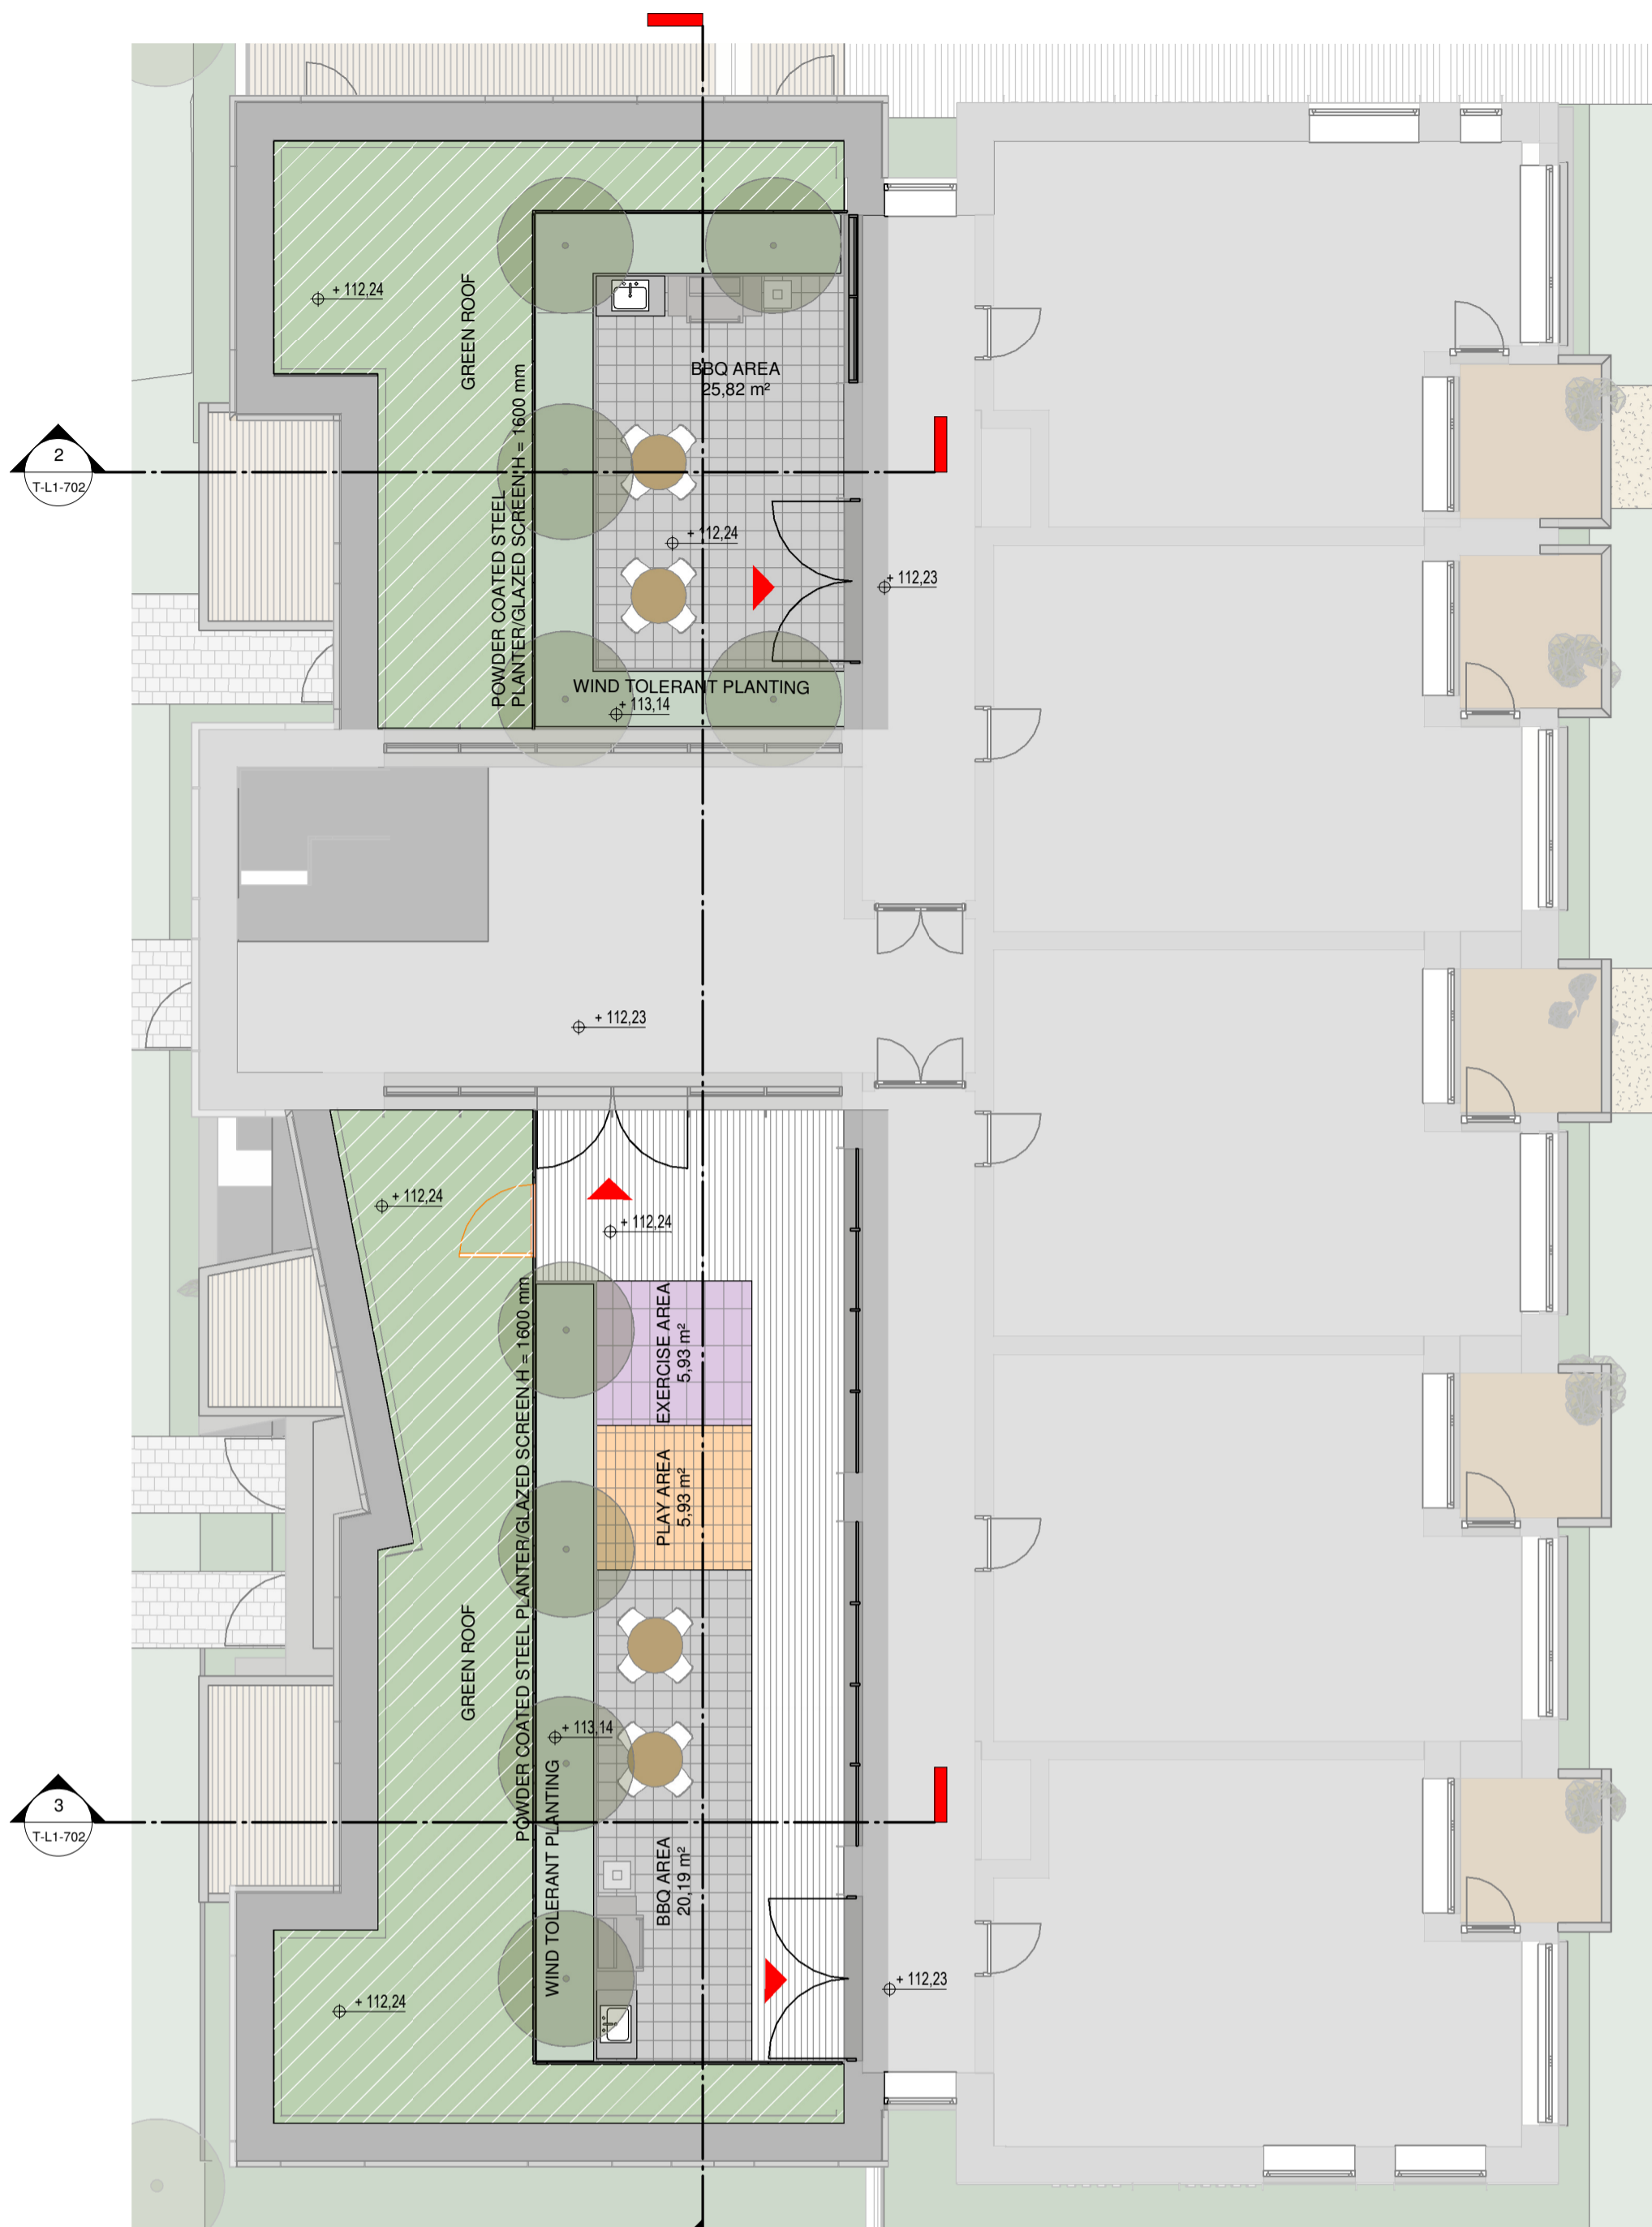 + 112,24
GREEN ROOF
BBQ AREA
25,82 m²
2
T-L1-702
POWDER COATED STEEL
PLANTER/GLAZED SCREEN H = 1600 mm
+ 112,24
+ 112,23
WIND TOLERANT PLANTING
+ 113,14
+ 112,23
+ 112,24
+ 112,24
EXERCISE AREA
5,93 m²
PLAY AREA
5,93 m²
POWDER COATED STEEL PLANTER/GLAZED SCREEN H = 1600 mm
GREEN ROOF
+ 113,14
WIND TOLERANT PLANTING
3
T-L1-702
BBQ AREA
20,19 m²
+ 112,23
+ 112,24